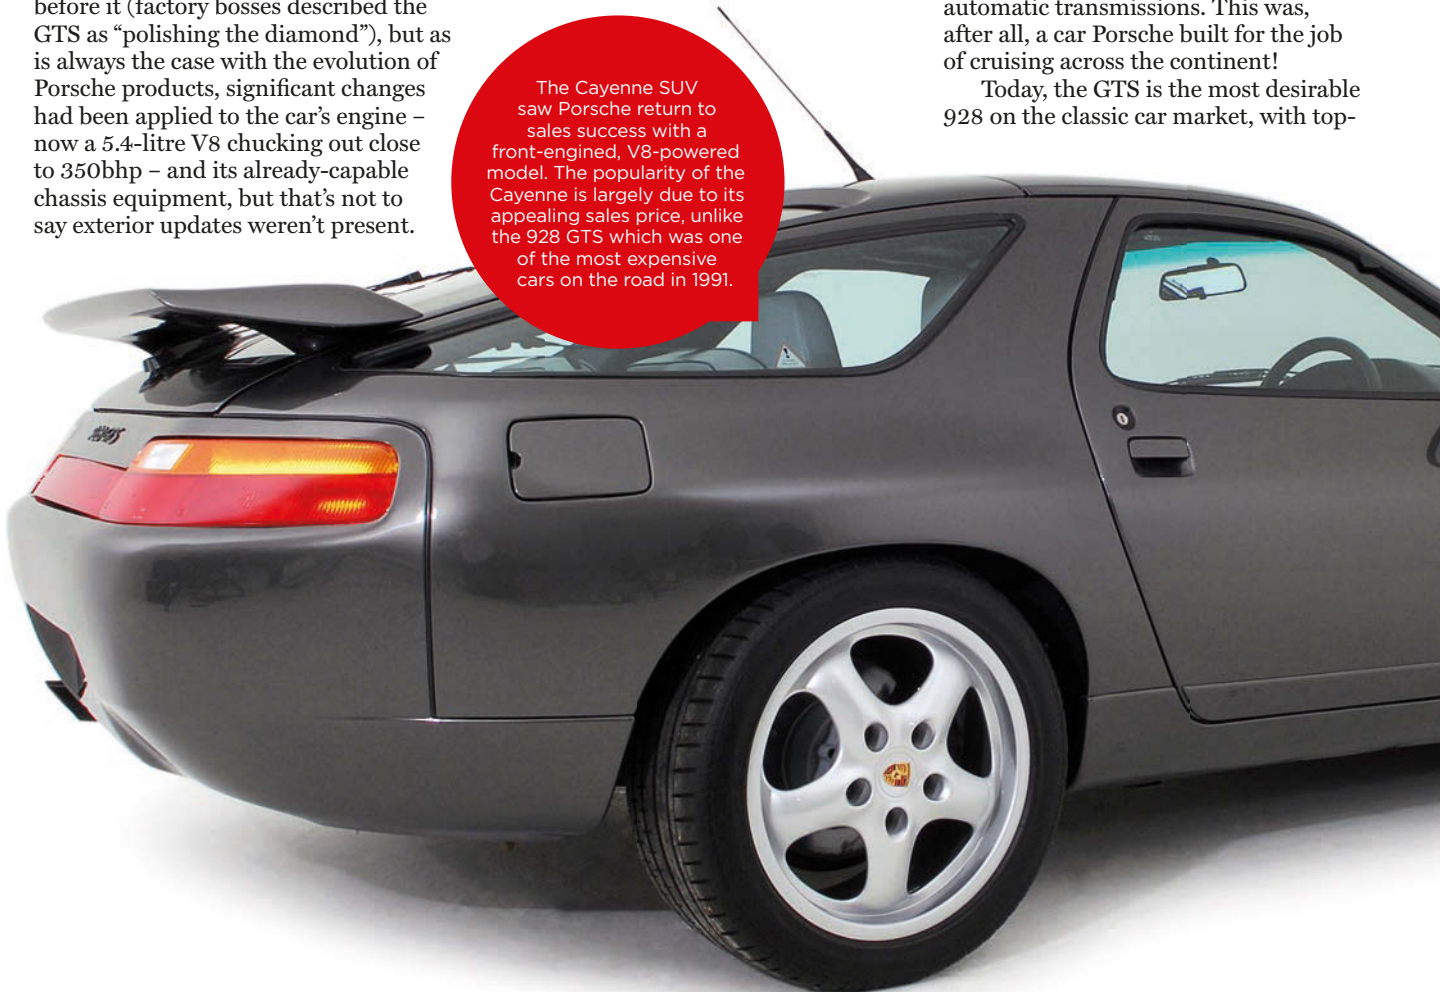 before it (factory bosses described the
GTS as “polishing the diamond”), but as
is always the case with the evolution of
Porsche products, significant changes
had been applied to the car’s engine –
now a 5.4-litre V8 chucking out close
to 350bhp – and its already-capable
chassis equipment, but that’s not to
say exterior updates weren’t present.
The Cayenne SUV
saw Porsche return to
sales success with a
front-engined, V8-powered
model. The popularity of the
Cayenne is largely due to its
appealing sales price, unlike
the 928 GTS which was one
of the most expensive
cars on the road in 1991.
automatic transmissions. This was,
after all, a car Porsche built for the job
of cruising across the continent!
Today, the GTS is the most desirable
928 on the classic car market, with top-